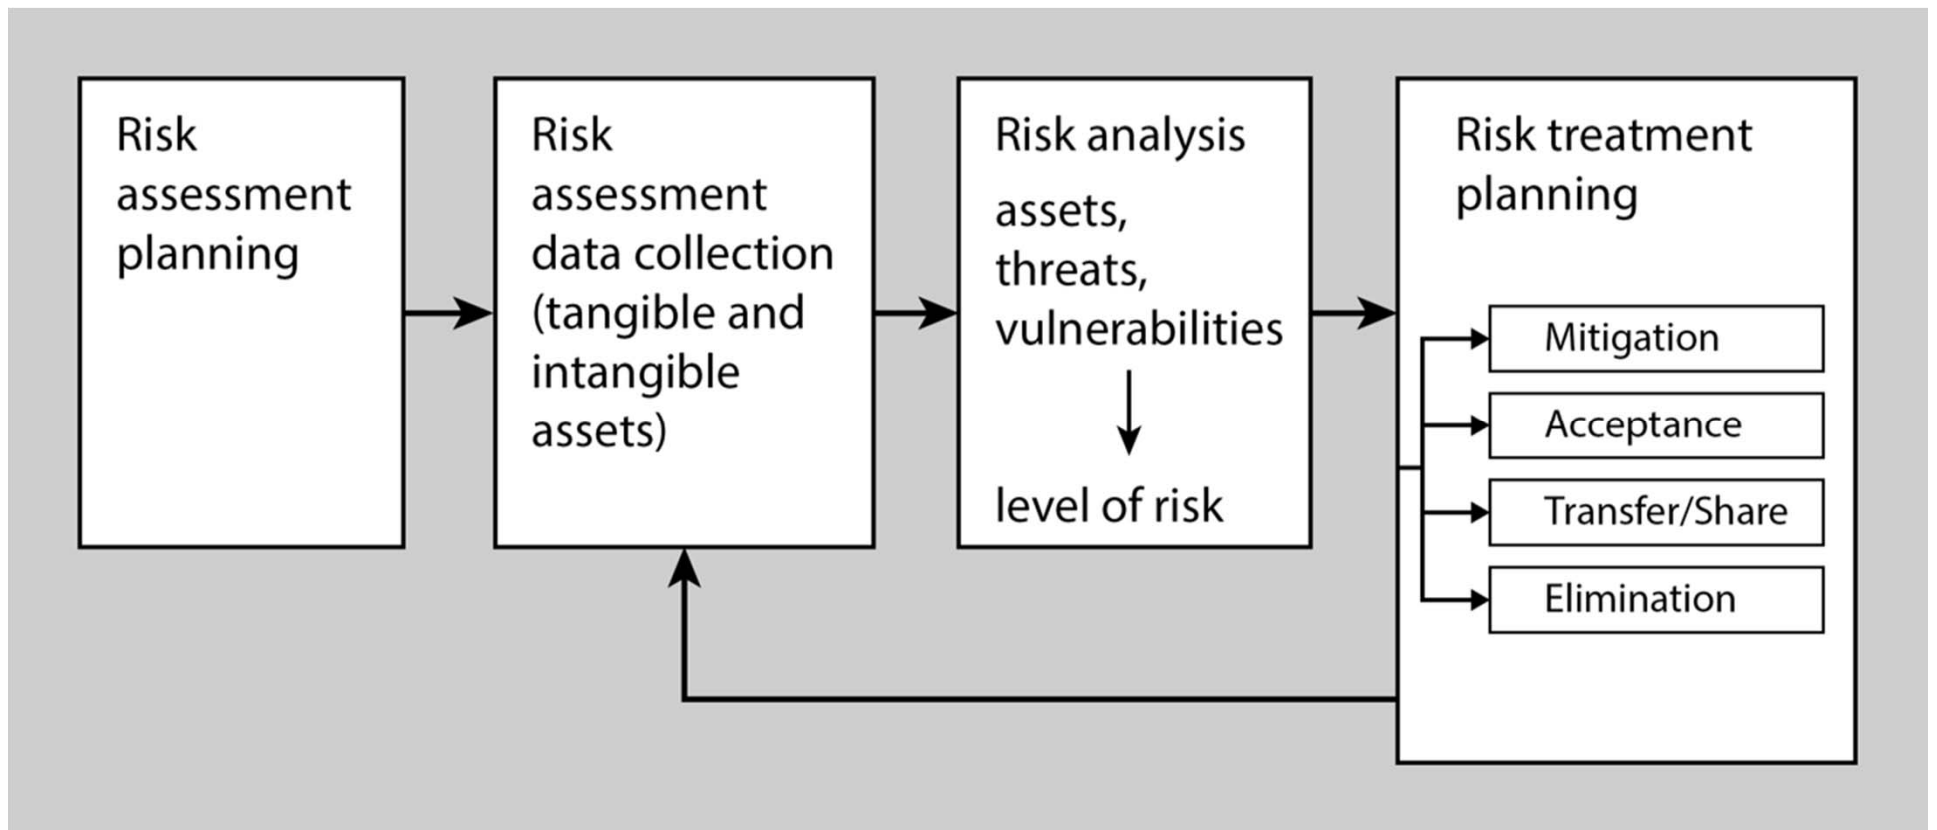 Risk
assessment
planning
Risk
assessment
data collection
(tangible and
intangible
assets)
Risk analysis
assets,
threats,
vulnerabilities
level of risk
Risk treatment
planning
Mitigation
Acceptance
Transfer/Share
Elimination